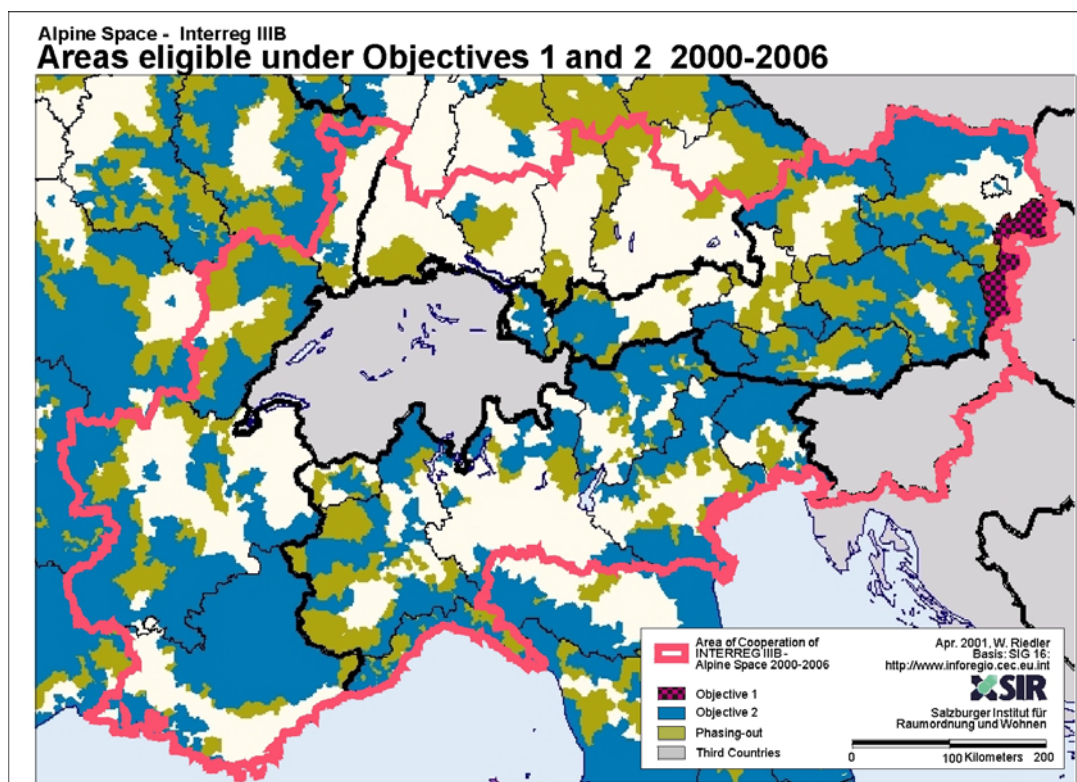 Alpine Space - Interreg IIIB
Areas eligible under Objectives 1 and 2 2000-2006
Area of Cooperation of
INTERREG IIIB -
Alpine Space 2000-2006
Objective 1
Objective 2
Phasing-out
Third Countries
Apr. 2001, W. Riedler
Basis: SIG 16:
http://www.inforegio.cec.eu.int
SIR
Salzburger Institut für
Raumordnung und Wohnen
0 100 Kilometers 200